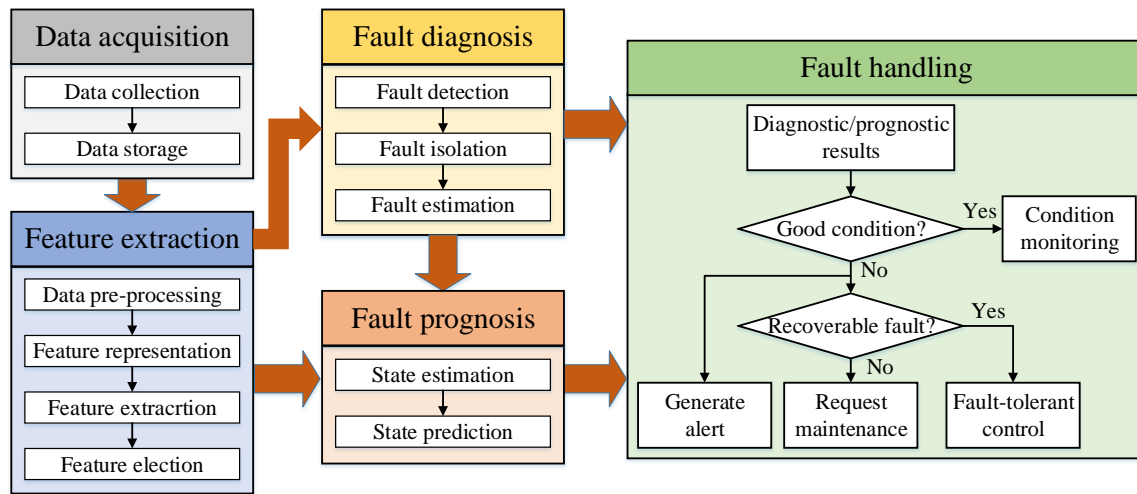 Data acquisition
Data collection
Data storage
Feature extraction
Data pre-processing
Feature representation
Feature extracrtion
Feature election
Fault diagnosis
Fault detection
Fault isolation
Fault estimation
Fault prognosis
State estimation
State prediction
Fault handling
Diagnostic/prognostic
results
Good condition?
Yes
Condition
monitoring
No
Recoverable fault?
Yes
No
Generate
alert
Request
maintenance
Fault-tolerant
control